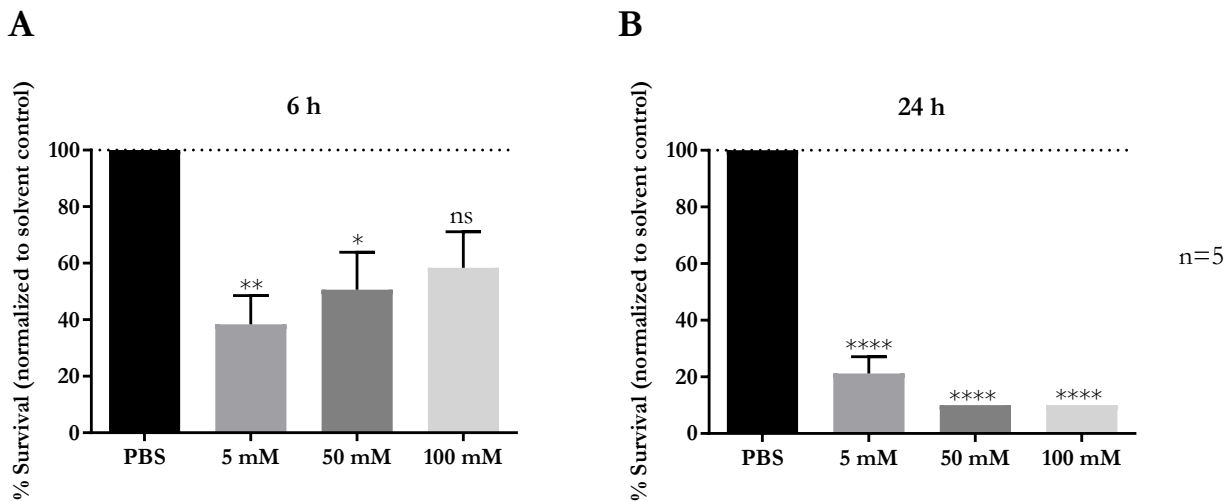 A
6 h
% Survival (normalized to solvent control)
100
80
60
40
20
0
**
*
ns
PBS
5 mM
50 mM
100 mM
B
24 h
% Survival (normalized to solvent control)
100
80
60
40
20
0
****
****
****
PBS
5 mM
50 mM
100 mM
n=5